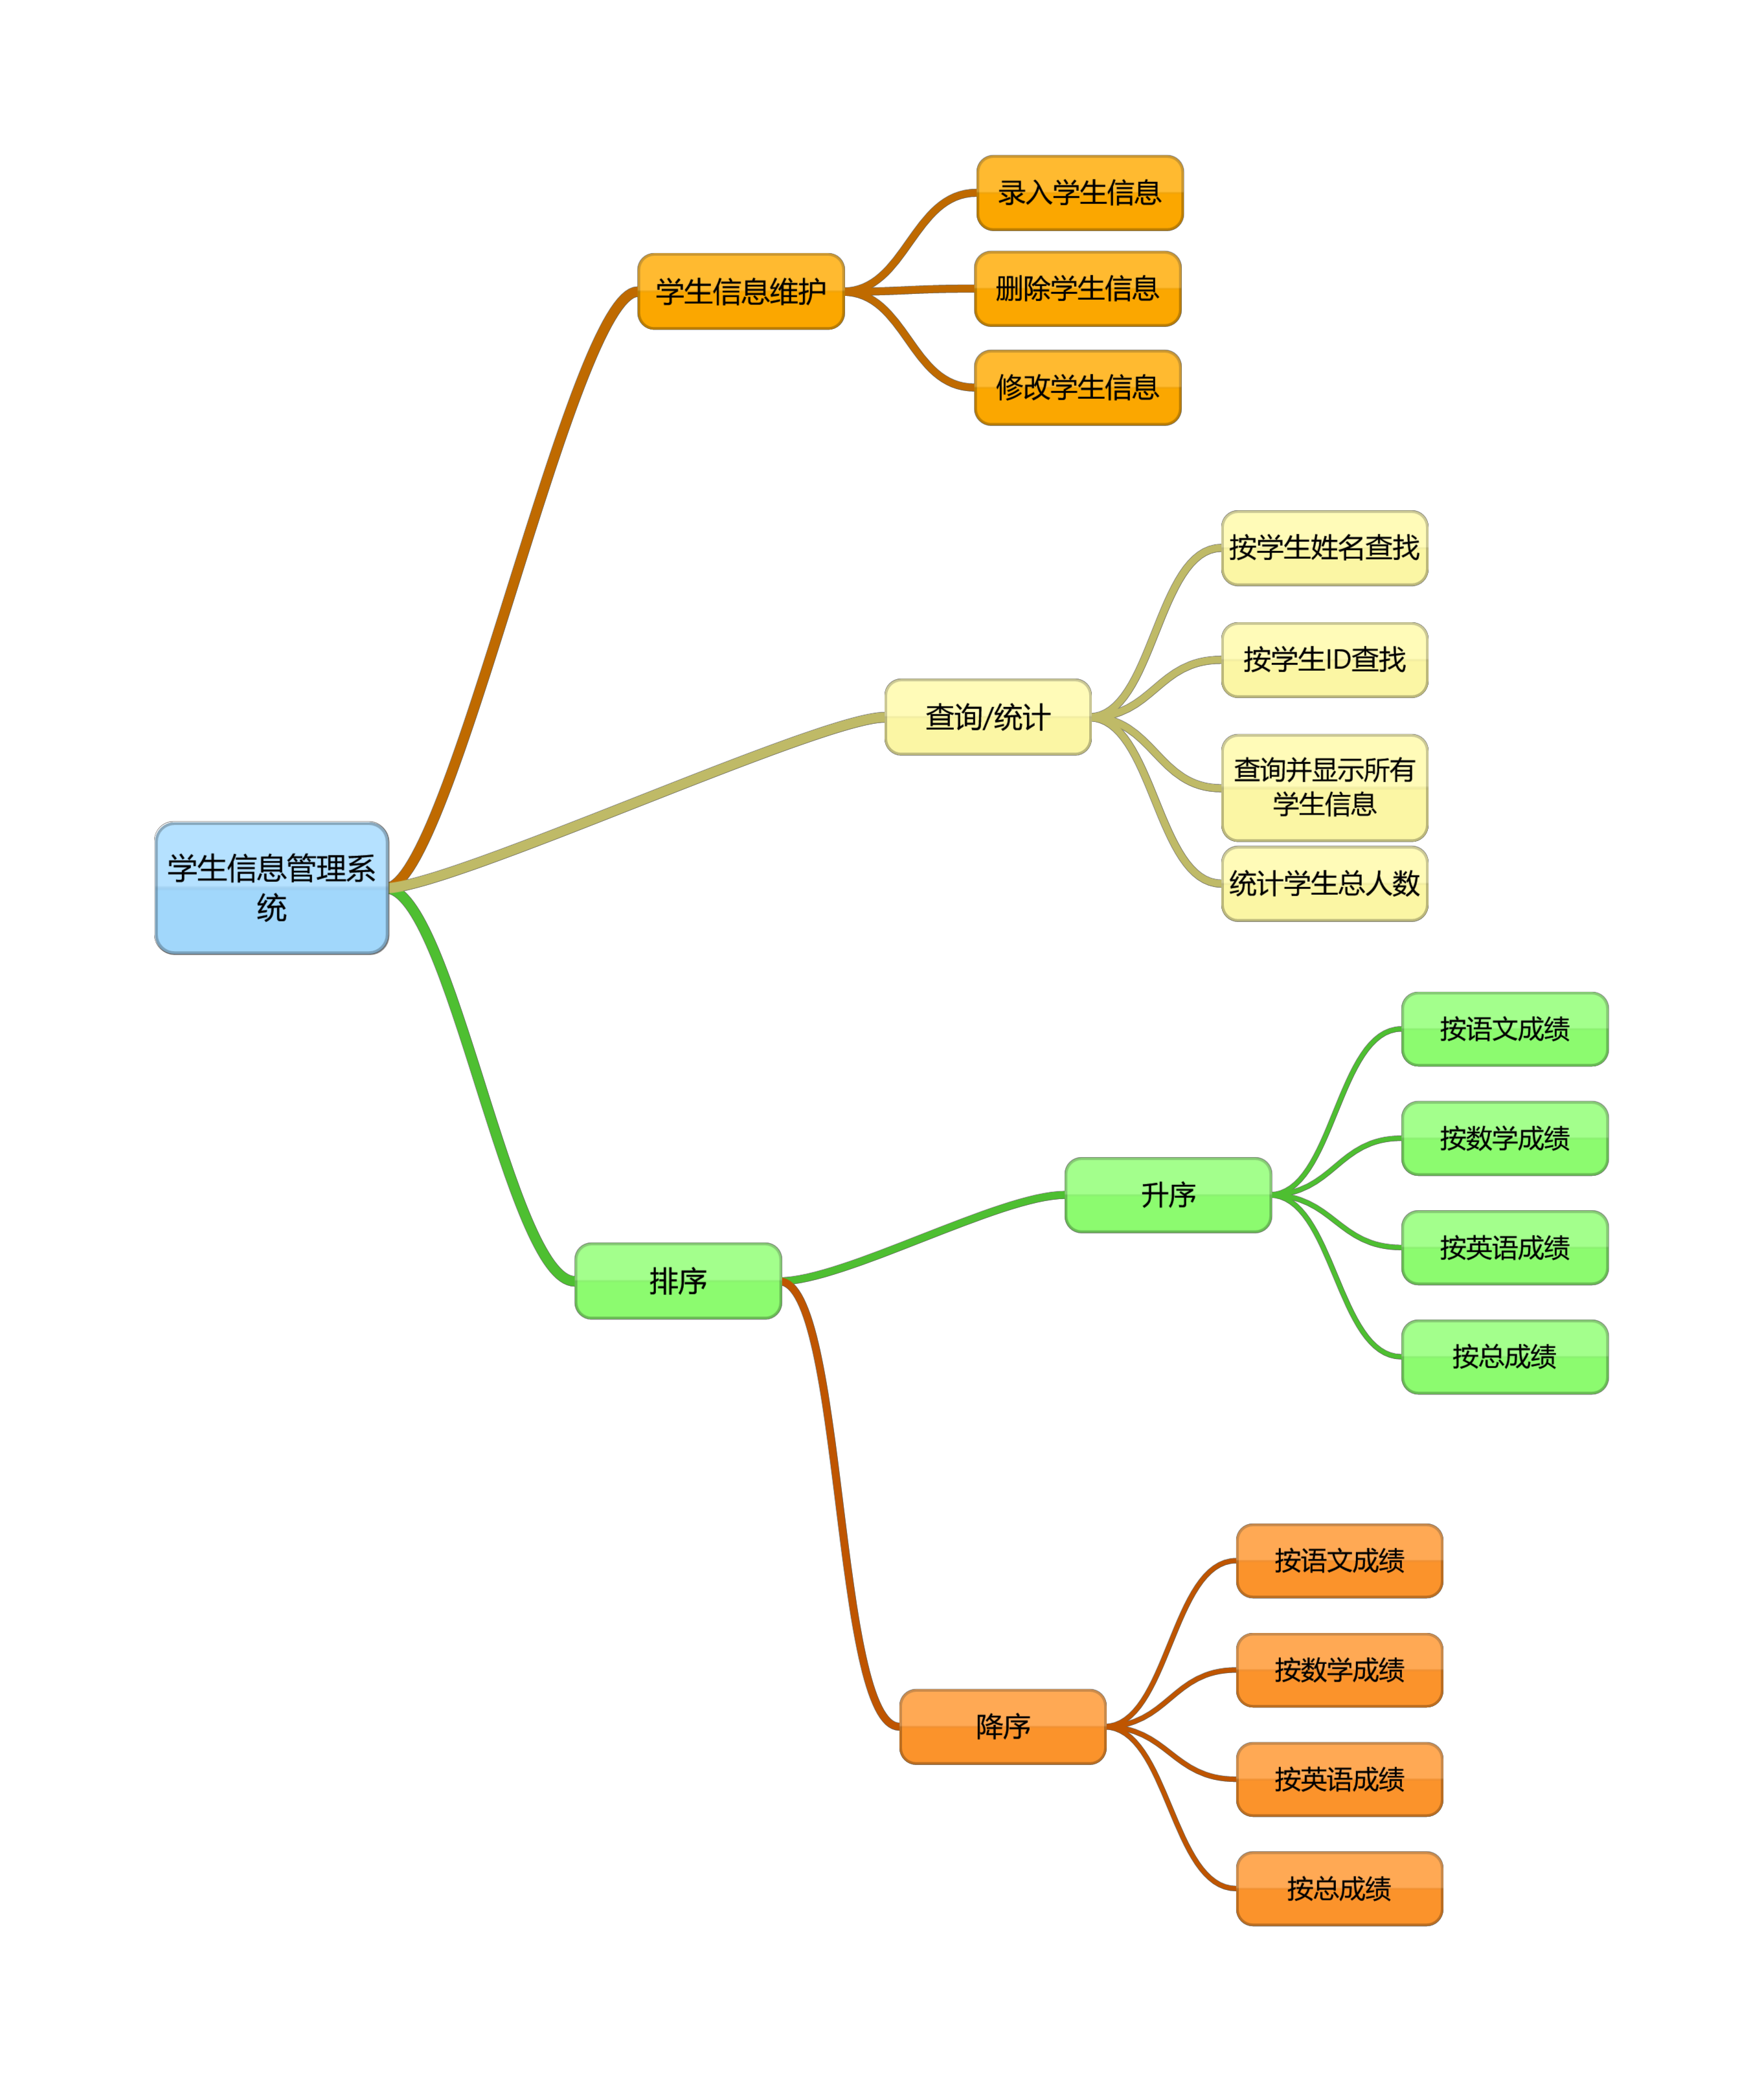 录入学生信息
学生信息维护
删除学生信息
修改学生信息
按学生姓名查找
按学生ID查找
查询/统计
查询并显示所有
学生信息
学生信息管理系
统
统计学生总人数
按语文成绩
按数学成绩
升序
按英语成绩
排序
按总成绩
按语文成绩
按数学成绩
降序
按英语成绩
按总成绩